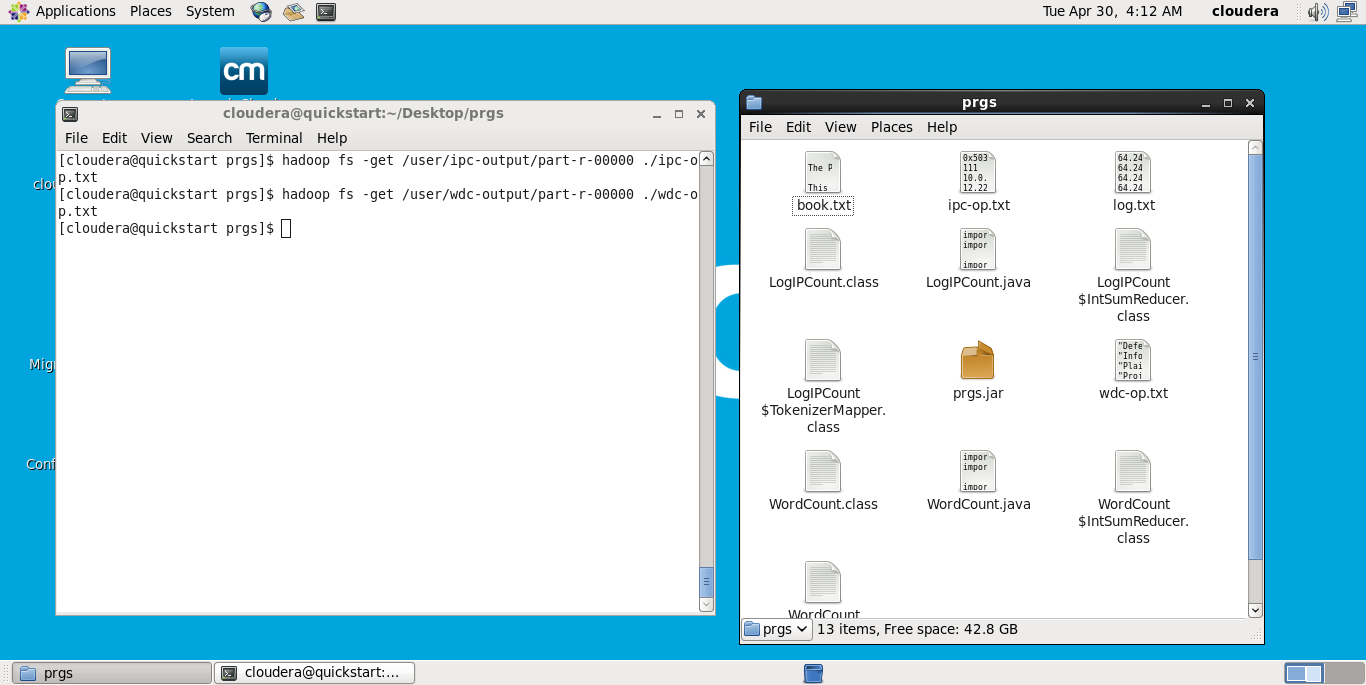 Applications Places System Tue Apr 30, 4:12 AM cloudera
cm
cloudera@quickstart:~/Desktop/prgs
File Edit View Search Terminal Help
[cloudera@quickstart prgs]$ hadoop fs -get /user/ipc-output/part-r-00000 ./ipc-o
p.txt
[cloudera@quickstart prgs]$ hadoop fs -get /user/wdc-output/part-r-00000 ./wdc-o
p.txt
[cloudera@quickstart prgs]$
clou
Mig
Conf
prgs
File Edit View Places Help
The P
This
book.txt
0x503
111
10.0.
12.22
ipc-op.txt
64.24
64.24
64.24
64.24
log.txt
LogIPCount.class
impor
impor
impor
LogIPCount.java
LogIPCount
$IntSumReducer.
class
LogIPCount
$TokenizerMapper.
class
prgs.jar
"Defe
"Info
"Plai
"Proj
wdc-op.txt
WordCount.class
impor
impor
impor
WordCount.java
WordCount
$IntSumReducer.
class
WordCount
prgs 13 items, Free space: 42.8 GB
prgs cloudera@quickstart:...